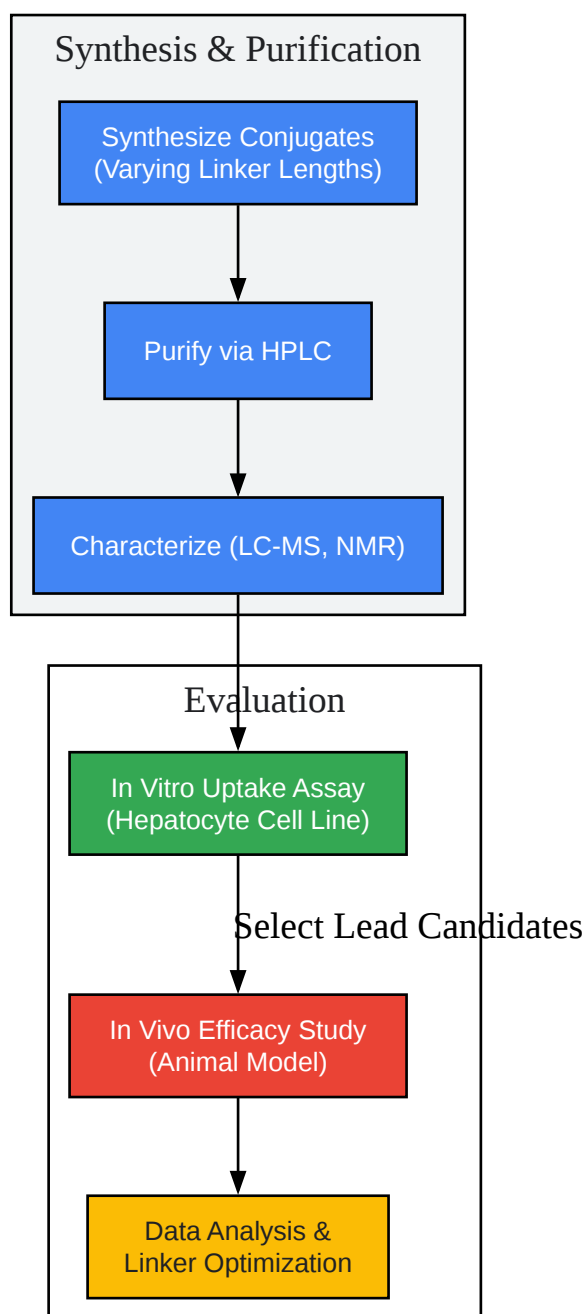 Synthesis & Purification
Synthesize Conjugates
(Varying Linker Lengths)
Purify via HPLC
Characterize (LC-MS, NMR)
Evaluation
In Vitro Uptake Assay
(Hepatocyte Cell Line)
Select Lead Candidates
In Vivo Efficacy Study
(Animal Model)
Data Analysis &
Linker Optimization